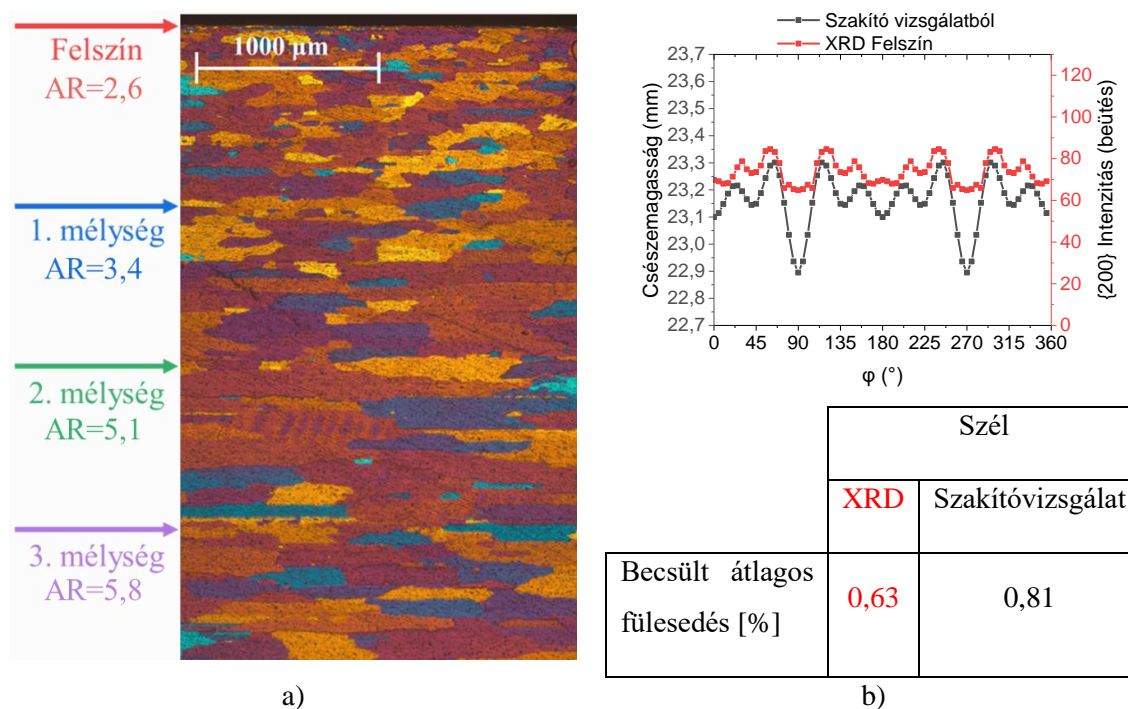 Felszín
AR=2,6
1. mélység
AR=3,4
2. mélység
AR=5,1
3. mélység
AR=5,8
1000 µm
a)
Szakító vizsgálatból
XRD Felszín
23,7
23,6
23,5
23,4
23,3
23,2
23,1
23,0
22,9
22,8
22,7
Csészemagasság (mm)
120
100
80
60
40
20
0
{200} Intenzitás (beütés)
0 45 90 135 180 225 270 315 360
φ (°)
Szél
XRD Szakítóvizsgálat
Becsült átlagos
fülesedés [%]
0,63 0,81
b)